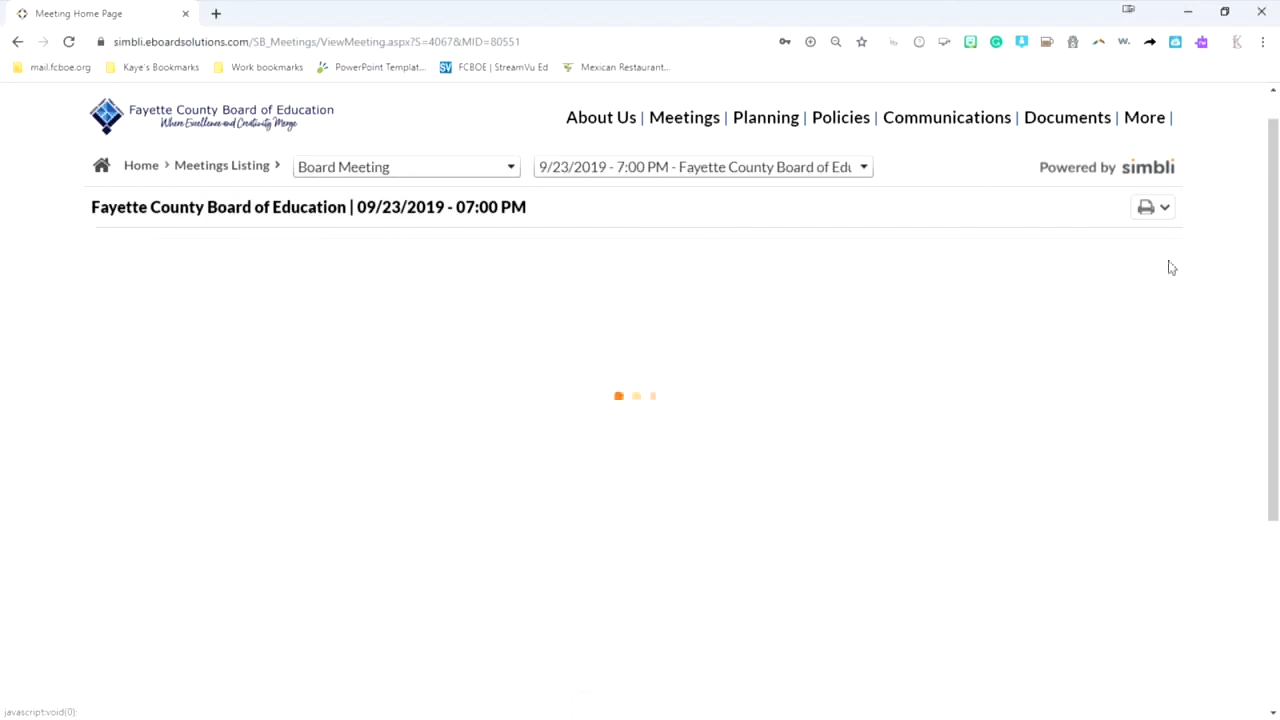 Meeting Home Page
simbli.eboardsolutions.com/SB_Meetings/ViewMeeting.aspx?S=4067&MID=80551
mail.fcboe.org Kaye's Bookmarks Work bookmarks PowerPoint Templat... SV FCBOE | StreamVu Ed Mexican Restaurant...
Fayette County Board of Education
Where Excellence and Creativity Merge
About Us | Meetings | Planning | Policies | Communications | Documents | More |
Home > Meetings Listing > Board Meeting 9/23/2019 - 7:00 PM - Fayette County Board of Edu Powered by simbli
Fayette County Board of Education | 09/23/2019 - 07:00 PM
javascript:void(0);